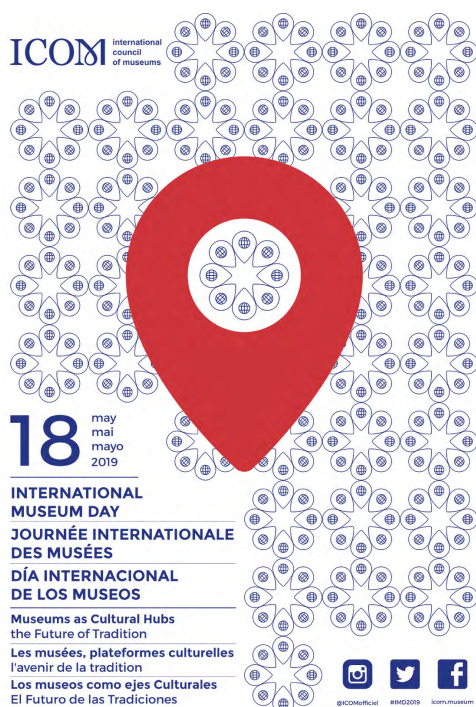 ICOM
international
council
of museums
18
may
mai
mayo
2019
INTERNATIONAL
MUSEUM DAY
JOURNÉE INTERNATIONALE
DES MUSÉES
DÍA INTERNACIONAL
DE LOS MUSEOS
Museums as Cultural Hubs
the Future of Tradition
Les musées, plateformes culturelles
l'avenir de la tradition
Los museos como ejes Culturales
El Futuro de las Tradiciones
@ICOMofficiel #IMD2019 icom.museum